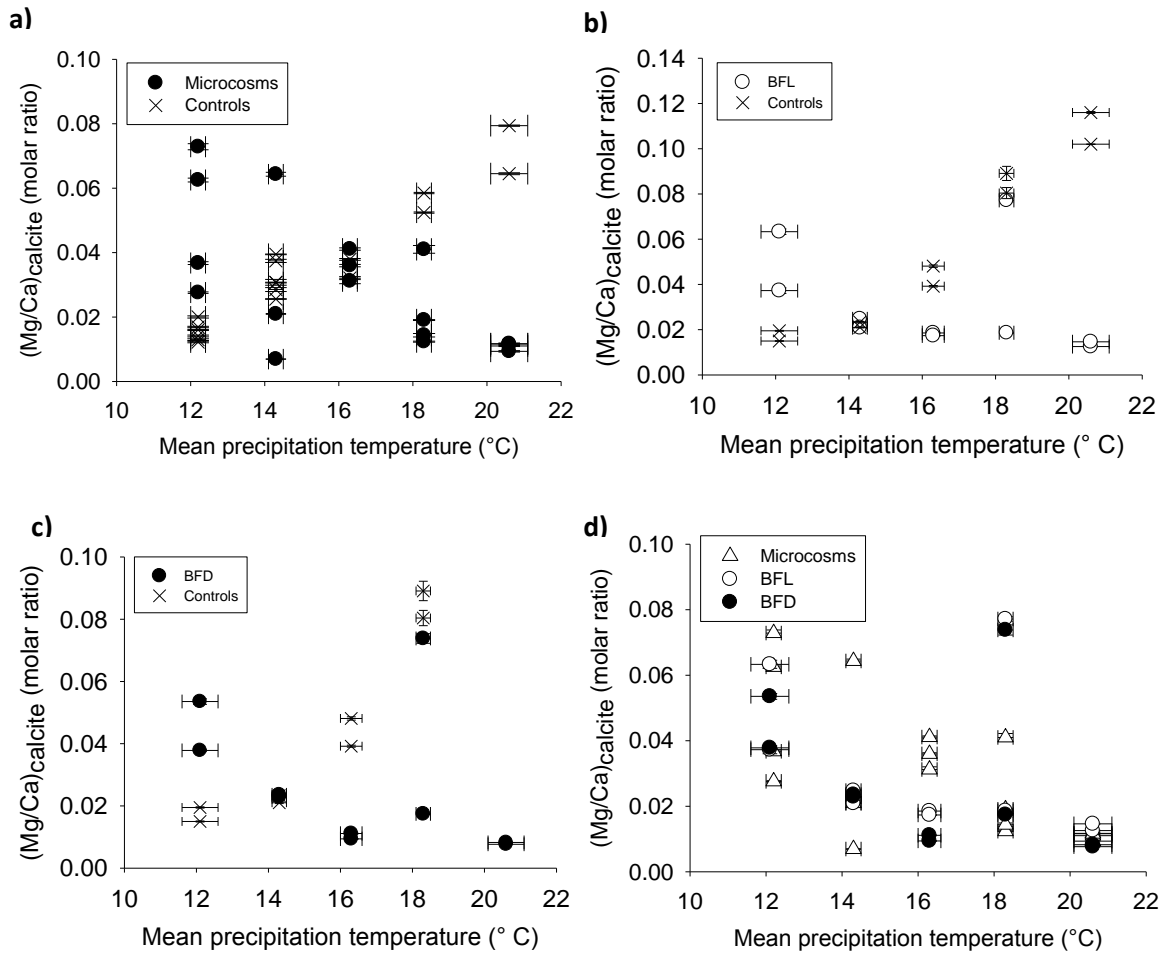 a)
(Mg/Ca)calcite (molar ratio)
0.10
0.08
0.06
0.04
0.02
0.00
Microcosms
Controls
10 12 14 16 18 20 22
Mean precipitation temperature (°C)
b)
(Mg/Ca)calcite (molar ratio)
0.14
0.12
0.10
0.08
0.06
0.04
0.02
0.00
BFL
Controls
10 12 14 16 18 20 22
Mean precipitation temperature (° C)
c)
(Mg/Ca)calcite (molar ratio)
0.10
0.08
0.06
0.04
0.02
0.00
BFD
Controls
10 12 14 16 18 20 22
Mean precipitation temperature (° C)
d)
(Mg/Ca)calcite (molar ratio)
0.10
0.08
0.06
0.04
0.02
0.00
Microcosms
BFL
BFD
10 12 14 16 18 20 22
Mean precipitation temperature (° C)